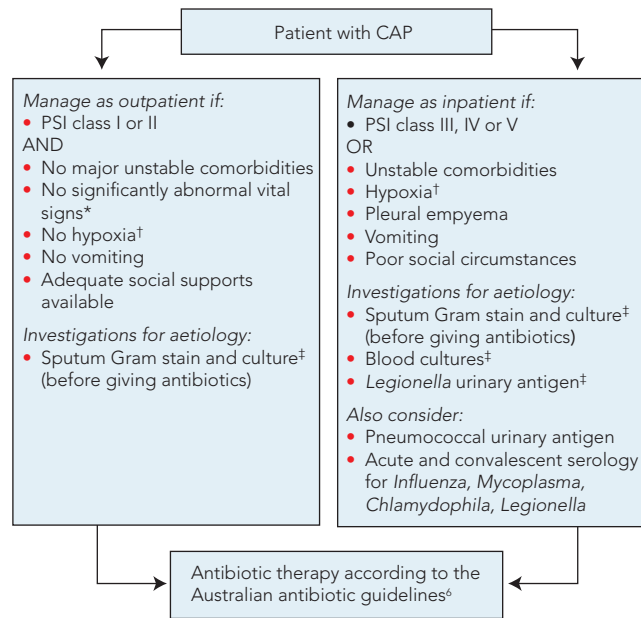 Patient with CAP
Manage as outpatient if:
• PSI class I or II
AND
• No major unstable comorbidities
• No significantly abnormal vital
signs*
• No hypoxia†
• No vomiting
• Adequate social supports
available
Investigations for aetiology:
• Sputum Gram stain and culture‡
(before giving antibiotics)
Manage as inpatient if:
• PSI class III, IV or V
OR
• Unstable comorbidities
• Hypoxia†
• Pleural empyema
• Vomiting
• Poor social circumstances
Investigations for aetiology:
• Sputum Gram stain and culture‡
(before giving antibiotics)
• Blood cultures‡
• Legionella urinary antigen‡
Also consider:
• Pneumococcal urinary antigen
• Acute and convalescent serology
for Influenza, Mycoplasma,
Chlamydophila, Legionella
Antibiotic therapy according to the
Australian antibiotic guidelines⁶